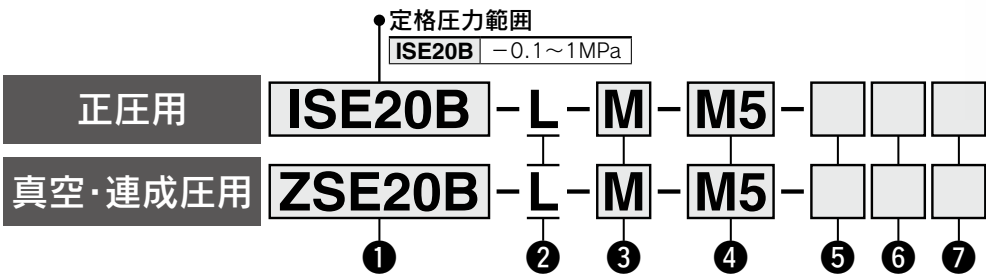 定格圧力範囲
ISE20B －0.1～1MPa
正圧用 ISE20B-L-M-M5-
真空・連成圧用 ZSE20B-L-M-M5-
❶ ❷ ❸ ❹ ❺ ❻ ❼